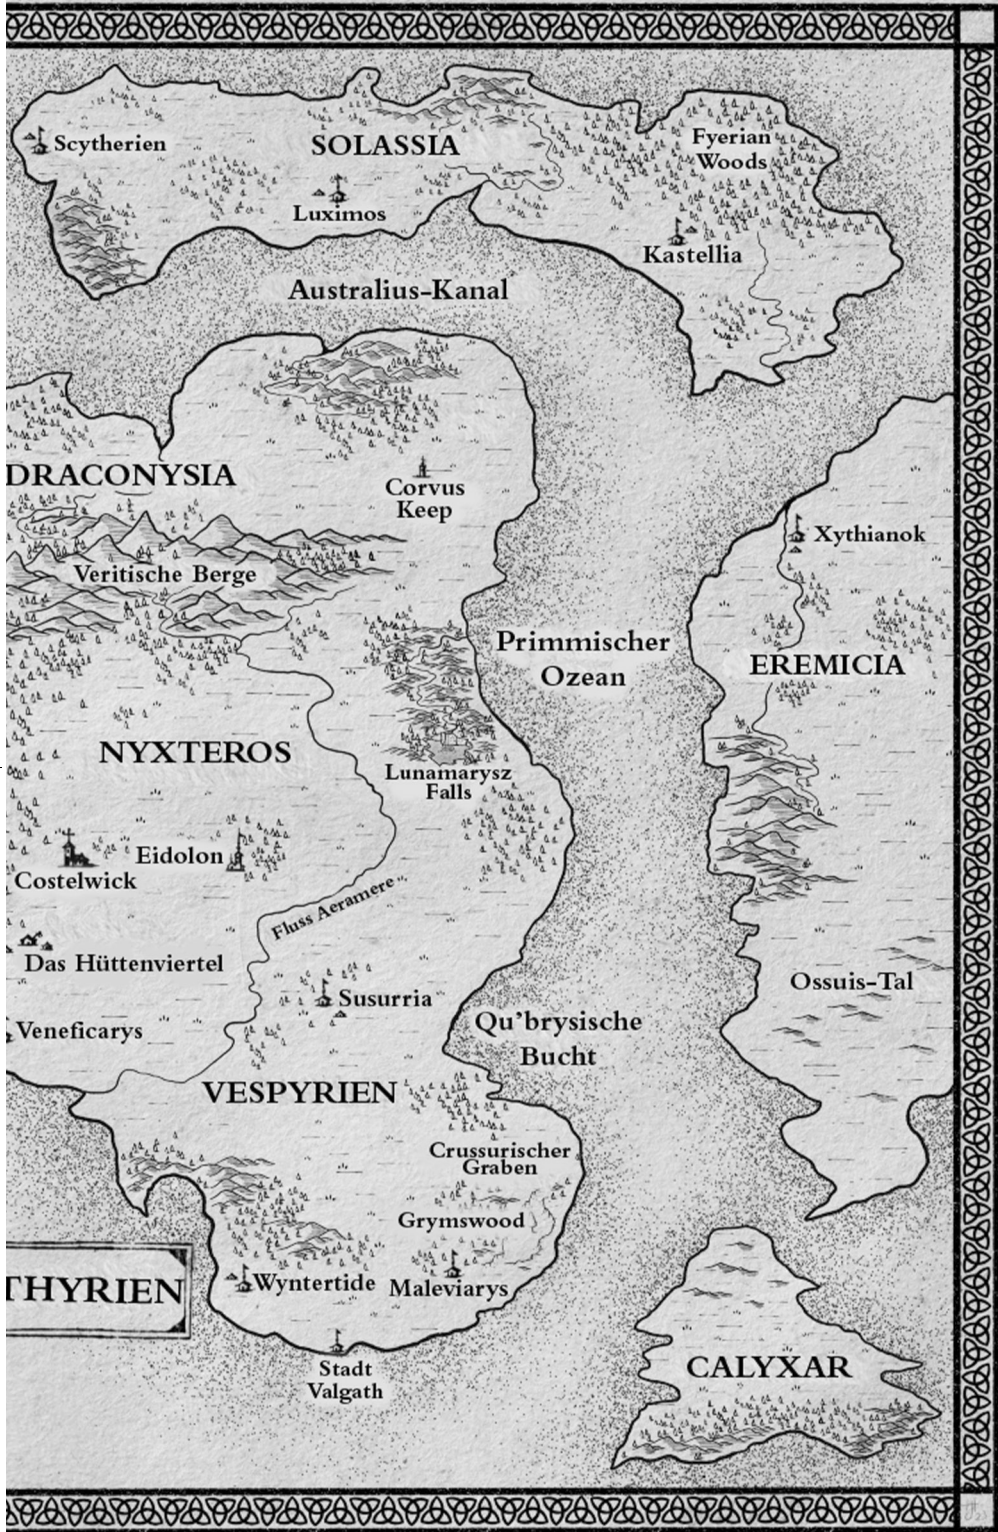 Scytherien
SOLASSIA
Fyerian
Woods
Luximos
Kastellia
Australius-Kanal
DRACONYSIA
Corvus
Keep
Xythianok
Veritische Berge
Primmischer
Ozean
EREMICIA
NYXTEROS
Lunamarysz
Falls
Eidolon
Costelwick
Fluss Aeramere
Das Hüttenviertel
Ossuis-Tal
Susurria
Veneficarys
Qu'brysische
Bucht
VESPYRIEN
Crussurischer
Graben
Grymswood
Wyntertide
Maleviarys
THYRIEN
Stadt
Valgath
CALYXAR